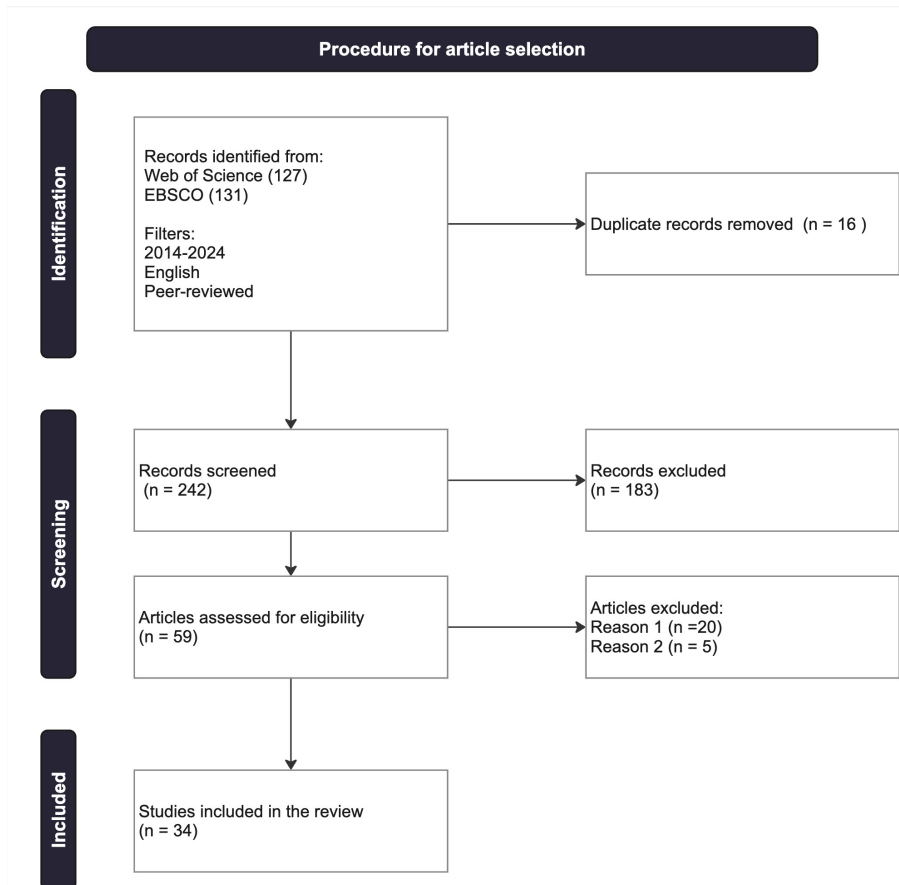 Procedure for article selection
Identification
Records identified from:
Web of Science (127)
EBSCO (131)
Filters:
2014-2024
English
Peer-reviewed
Duplicate records removed (n = 16 )
Screening
Records screened
(n = 242)
Records excluded
(n = 183)
Articles assessed for eligibility
(n = 59)
Articles excluded:
Reason 1 (n =20)
Reason 2 (n = 5)
Included
Studies included in the review
(n = 34)